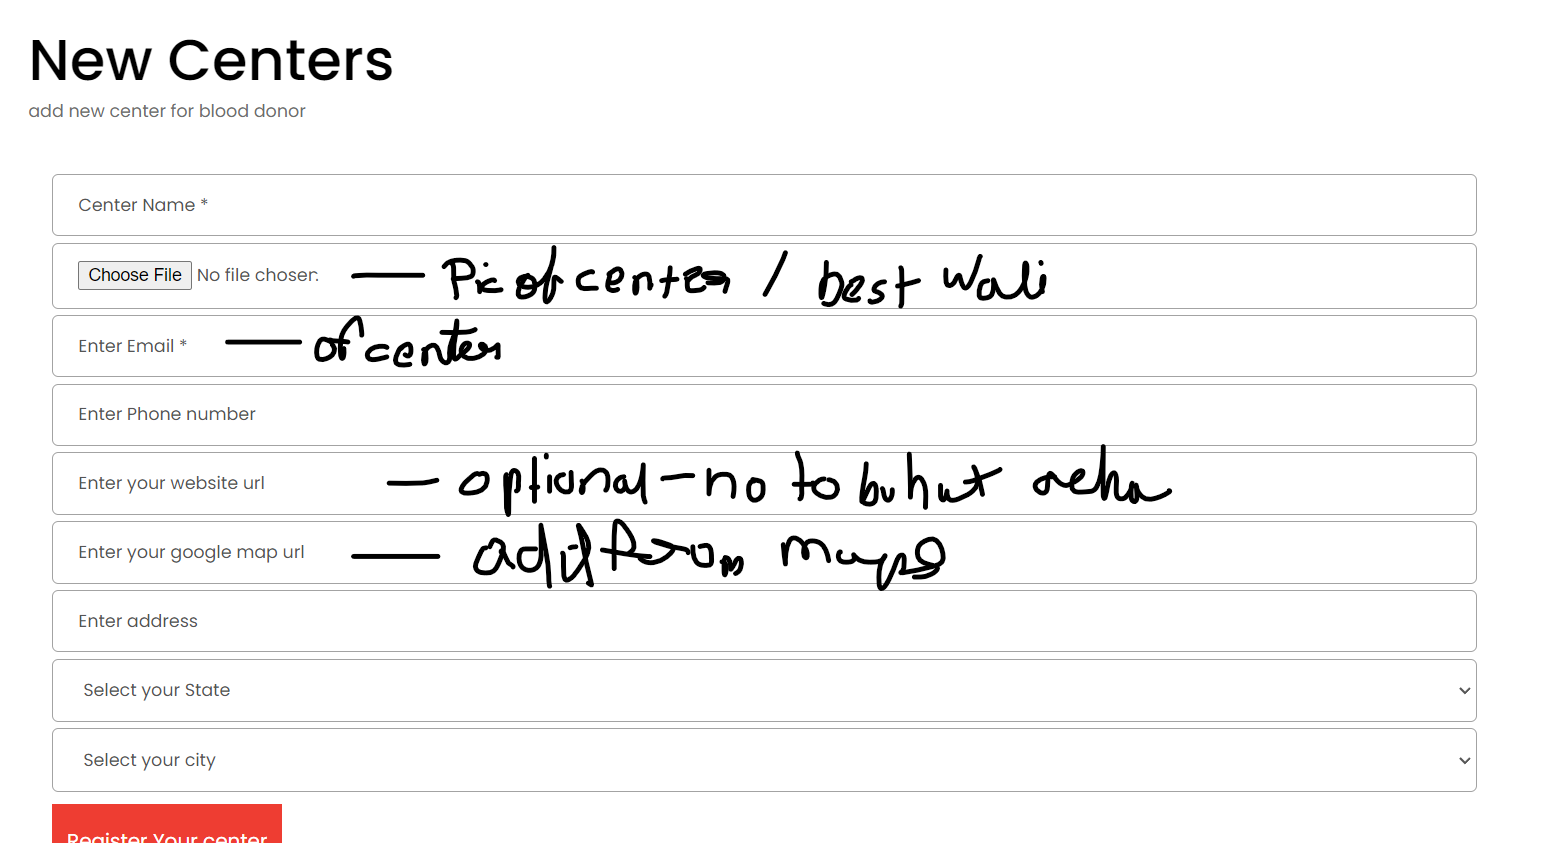 New Centers
add new center for blood donor
Center Name *
Choose File No file chosen — Pic of center / best wali
Enter Email * — of center
Enter Phone number
Enter your website url — optional - no to buhut
Enter your google map url — add from maps
Enter address
Select your State
Select your city
Register Your center